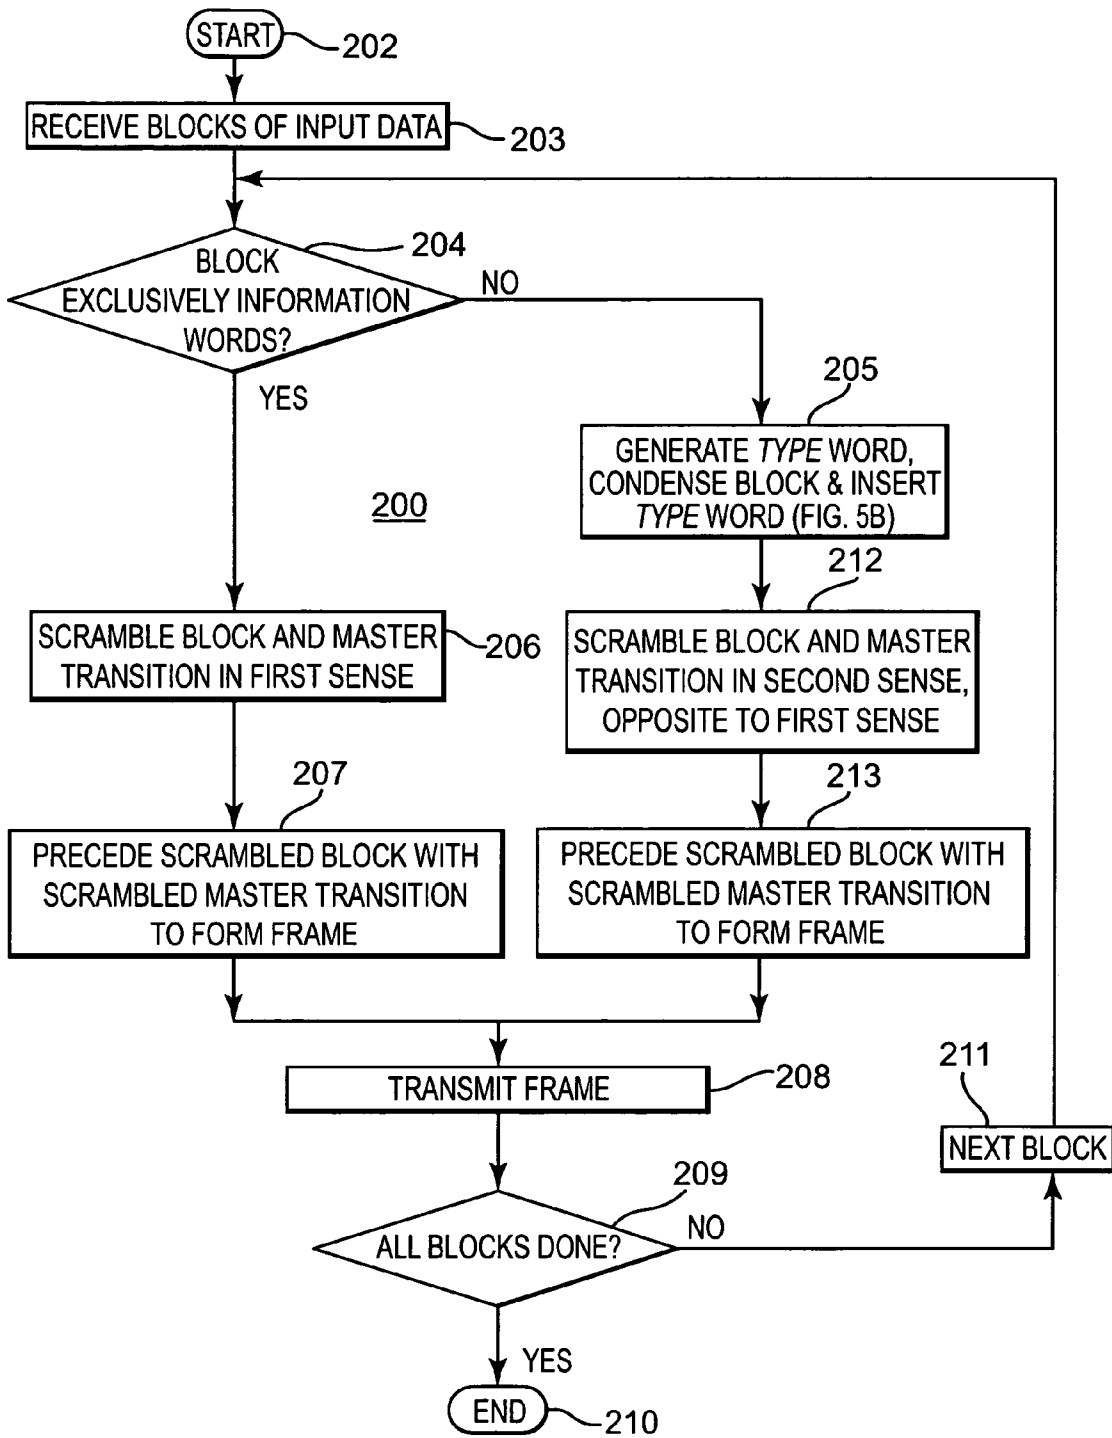 START
202
RECEIVE BLOCKS OF INPUT DATA
203
204
BLOCK
EXCLUSIVELY INFORMATION
WORDS?
NO
YES
205
GENERATE TYPE WORD,
CONDENSE BLOCK & INSERT
TYPE WORD (FIG. 5B)
200
212
SCRAMBLE BLOCK AND MASTER
TRANSITION IN FIRST SENSE
206
SCRAMBLE BLOCK AND MASTER
TRANSITION IN SECOND SENSE,
OPPOSITE TO FIRST SENSE
207
213
PRECEDE SCRAMBLED BLOCK WITH
SCRAMBLED MASTER TRANSITION
TO FORM FRAME
PRECEDE SCRAMBLED BLOCK WITH
SCRAMBLED MASTER TRANSITION
TO FORM FRAME
TRANSMIT FRAME
208
211
NEXT BLOCK
209
ALL BLOCKS DONE?
NO
YES
END
210